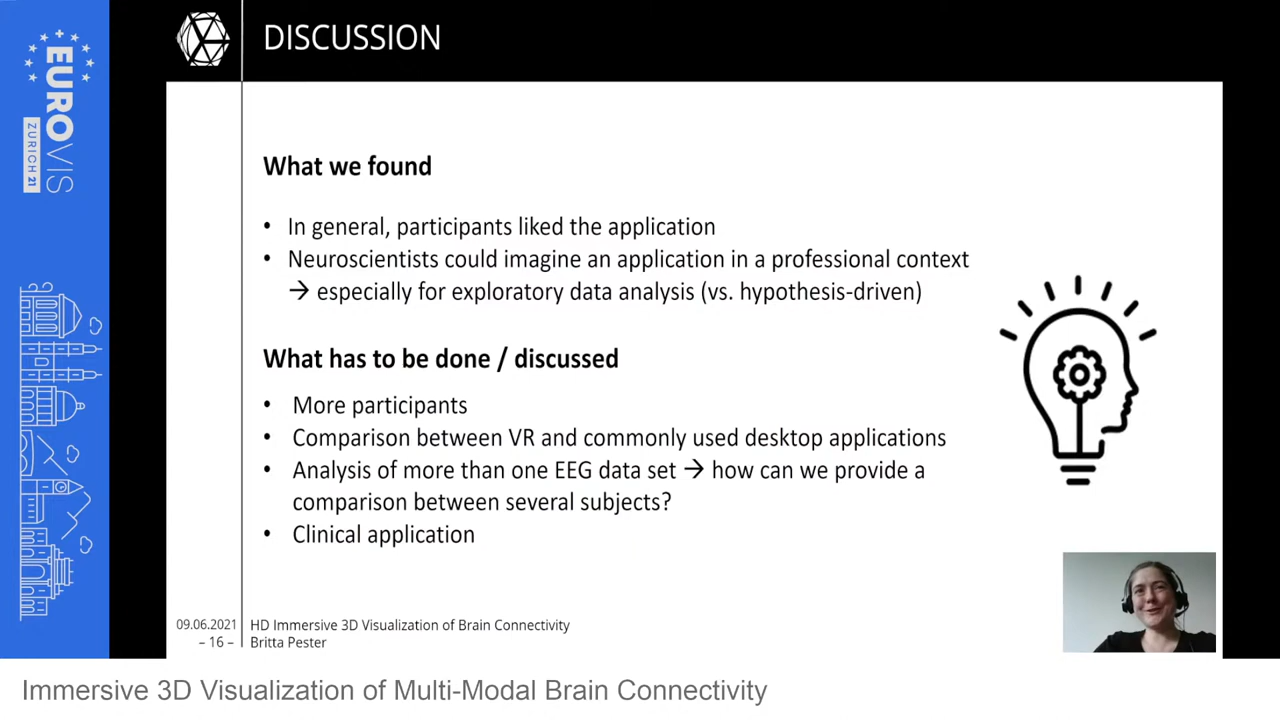 EUROVIS
ZURICH 21
DISCUSSION
What we found
• In general, participants liked the application
• Neuroscientists could imagine an application in a professional context
→ especially for exploratory data analysis (vs. hypothesis-driven)
What has to be done / discussed
• More participants
• Comparison between VR and commonly used desktop applications
• Analysis of more than one EEG data set → how can we provide a
comparison between several subjects?
• Clinical application
09.06.2021
– 16 –
HD Immersive 3D Visualization of Brain Connectivity
Britta Pester
Immersive 3D Visualization of Multi-Modal Brain Connectivity